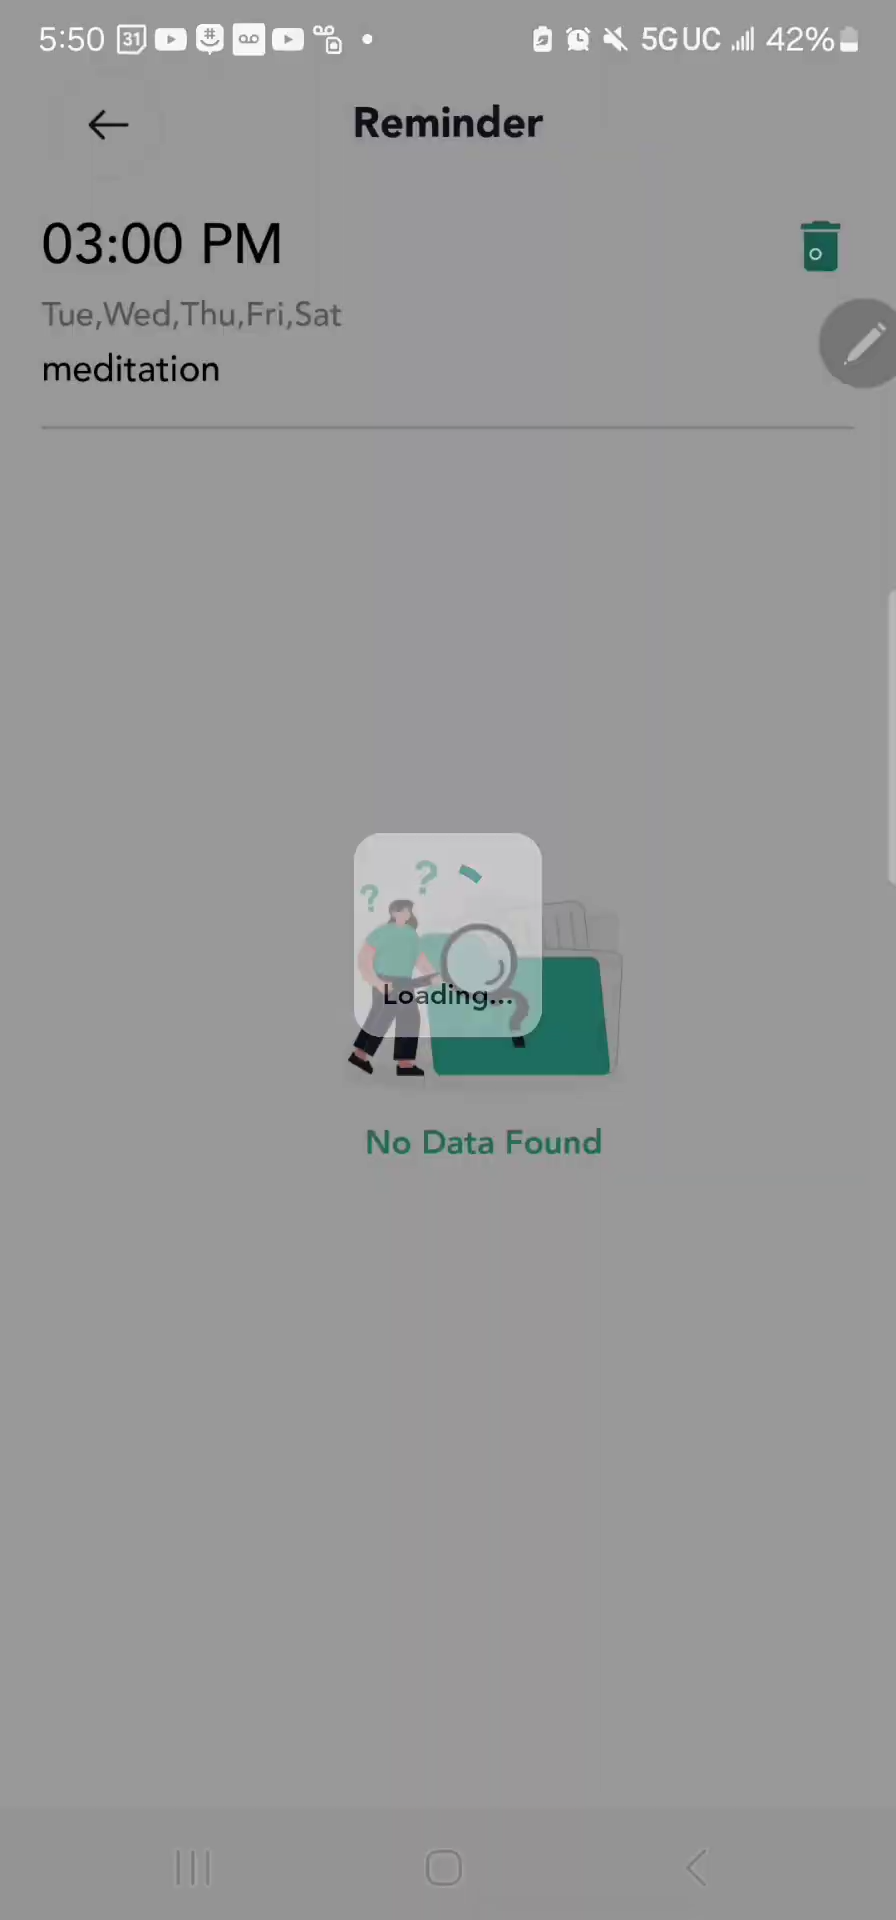 5:50 31 # 5G UC 42%
Reminder
03:00 PM
Tue,Wed,Thu,Fri,Sat
meditation
? ?
Loading...
?
No Data Found